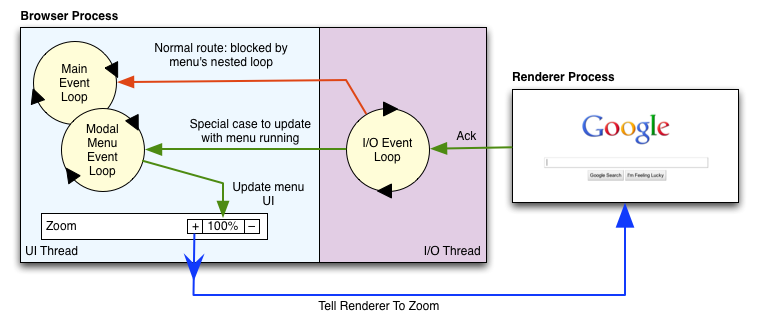 Browser Process
Normal route: blocked by
menu's nested loop
Main
Event
Loop
Renderer Process
Google
Google Search
I'm Feeling Lucky
Special case to update
with menu running
Modal
Menu
Event
Loop
I/O Event
Loop
Ack
Update menu
UI
Zoom
+ 100% –
UI Thread
I/O Thread
Tell Renderer To Zoom